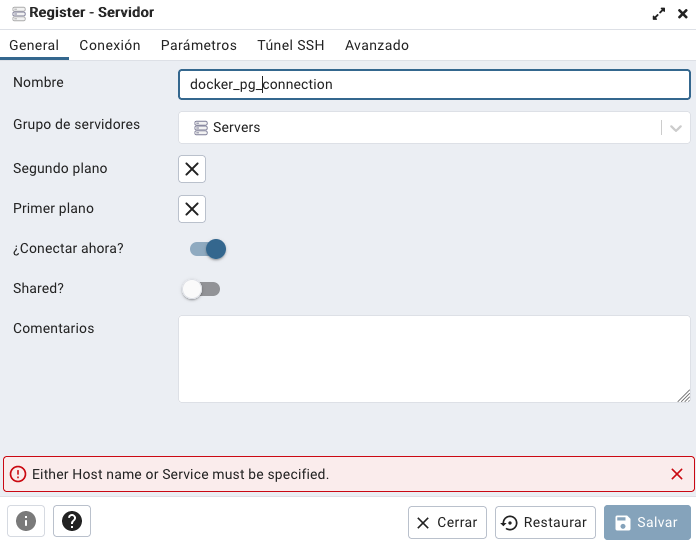 Register - Servidor
General Conexión Parámetros Túnel SSH Avanzado
Nombre docker_pg_connection
Grupo de servidores Servers
Segundo plano
Primer plano
¿Conectar ahora?
Shared?
Comentarios
Either Host name or Service must be specified.
Cerrar Restaurar Salvar